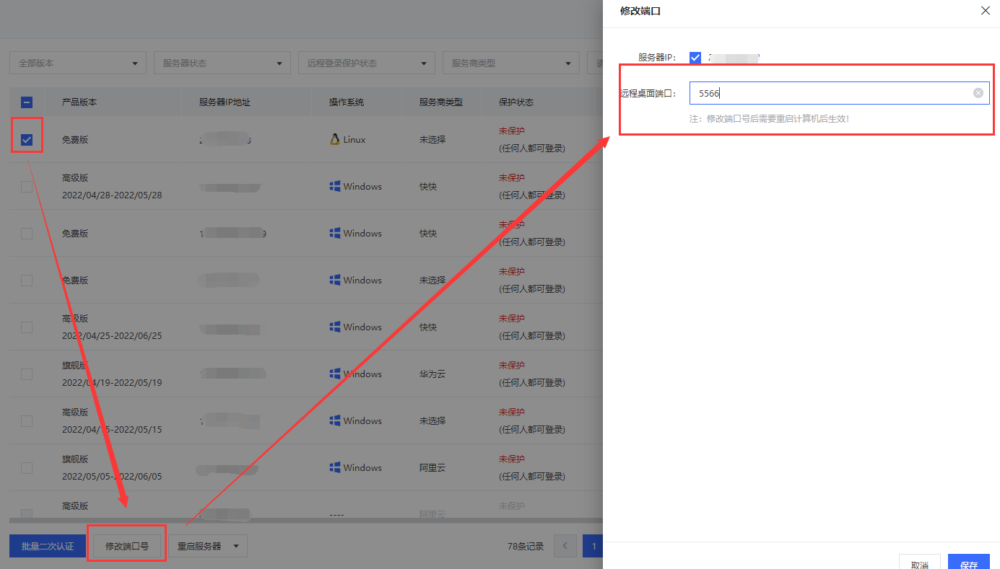 修改端口
全部版本
服务器状态
远程登录保护状态
服务商类型
请
产品版本
服务器IP地址
操作系统
服务商类型
保护状态
免费版
Linux
未选择
未保护
(任何人都可登录)
高级版
2022/04/28-2022/05/28
Windows
快快
未保护
(任何人都可登录)
免费版
Windows
快快
未保护
(任何人都可登录)
免费版
Windows
未选择
未保护
(任何人都可登录)
高级版
2022/04/25-2022/06/25
Windows
快快
未保护
(任何人都可登录)
旗舰版
2022/04/19-2022/05/19
Windows
华为云
未保护
(任何人都可登录)
高级版
2022/04/15-2022/05/15
Windows
未选择
未保护
(任何人都可登录)
旗舰版
2022/05/05-2022/06/05
Windows
阿里云
未保护
(任何人都可登录)
高级版
----
阿里云
未保护
批量二次认证
修改端口号
重启服务器
78条记录
<
1
服务器IP:
远程桌面端口:
5566
注: 修改端口号后需要重启计算机后生效!
取消
保存